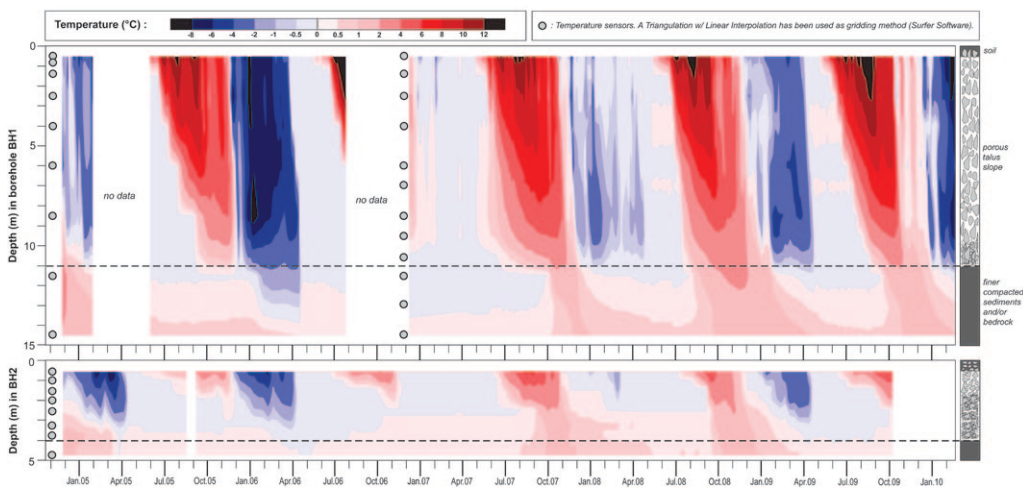 Temperature (°C) :
-8 -6 -4 -2 -1 -0.5 0 0.5 1 2 4 6 8 10 12
: Temperature sensors. A Triangulation w/ Linear Interpolation has been used as gridding method (Surfer Software).
Depth (m) in borehole BH1
0
5
10
15
no data
no data
soil
porous
talus
slope
finer
compacted
sediments
and/or
bedrock
Depth (m) in BH2
0
5
Jan.05 Apr.05 Jul.05 Oct.05 Jan.06 Apr.06 Jul.06 Oct.06 Jan.07 Apr.07 Jul.07 Oct.07 Jan.08 Apr.08 Jul.08 Oct.08 Jan.09 Apr.09 Jul.09 Oct.09 Jan.10